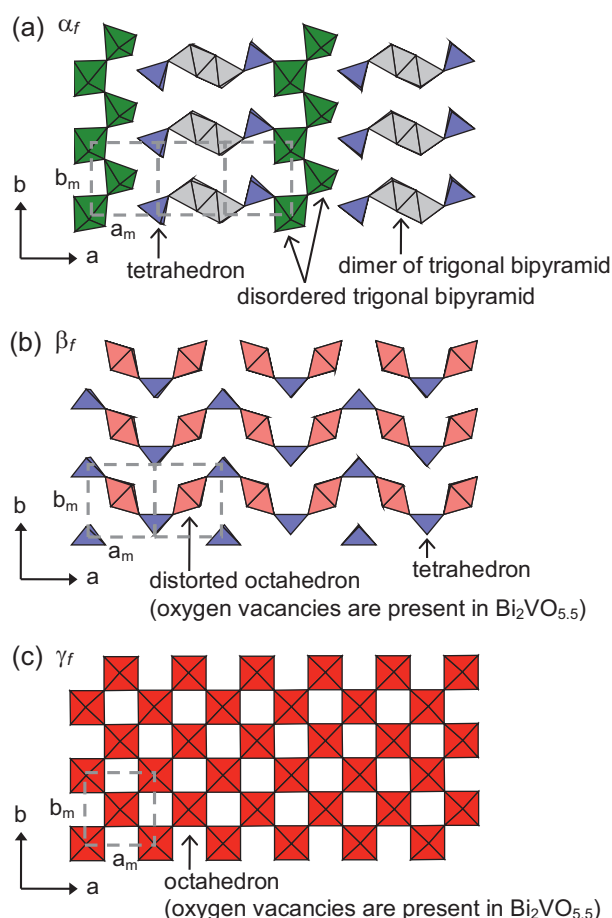 (a) αf
b
bm
am
a
tetrahedron
dimer of trigonal bipyramid
disordered trigonal bipyramid
(b) βf
b
bm
am
a
distorted octahedron
(oxygen vacancies are present in Bi2VO5.5)
tetrahedron
(c) γf
b
bm
am
a
octahedron
(oxygen vacancies are present in Bi2VO5.5)